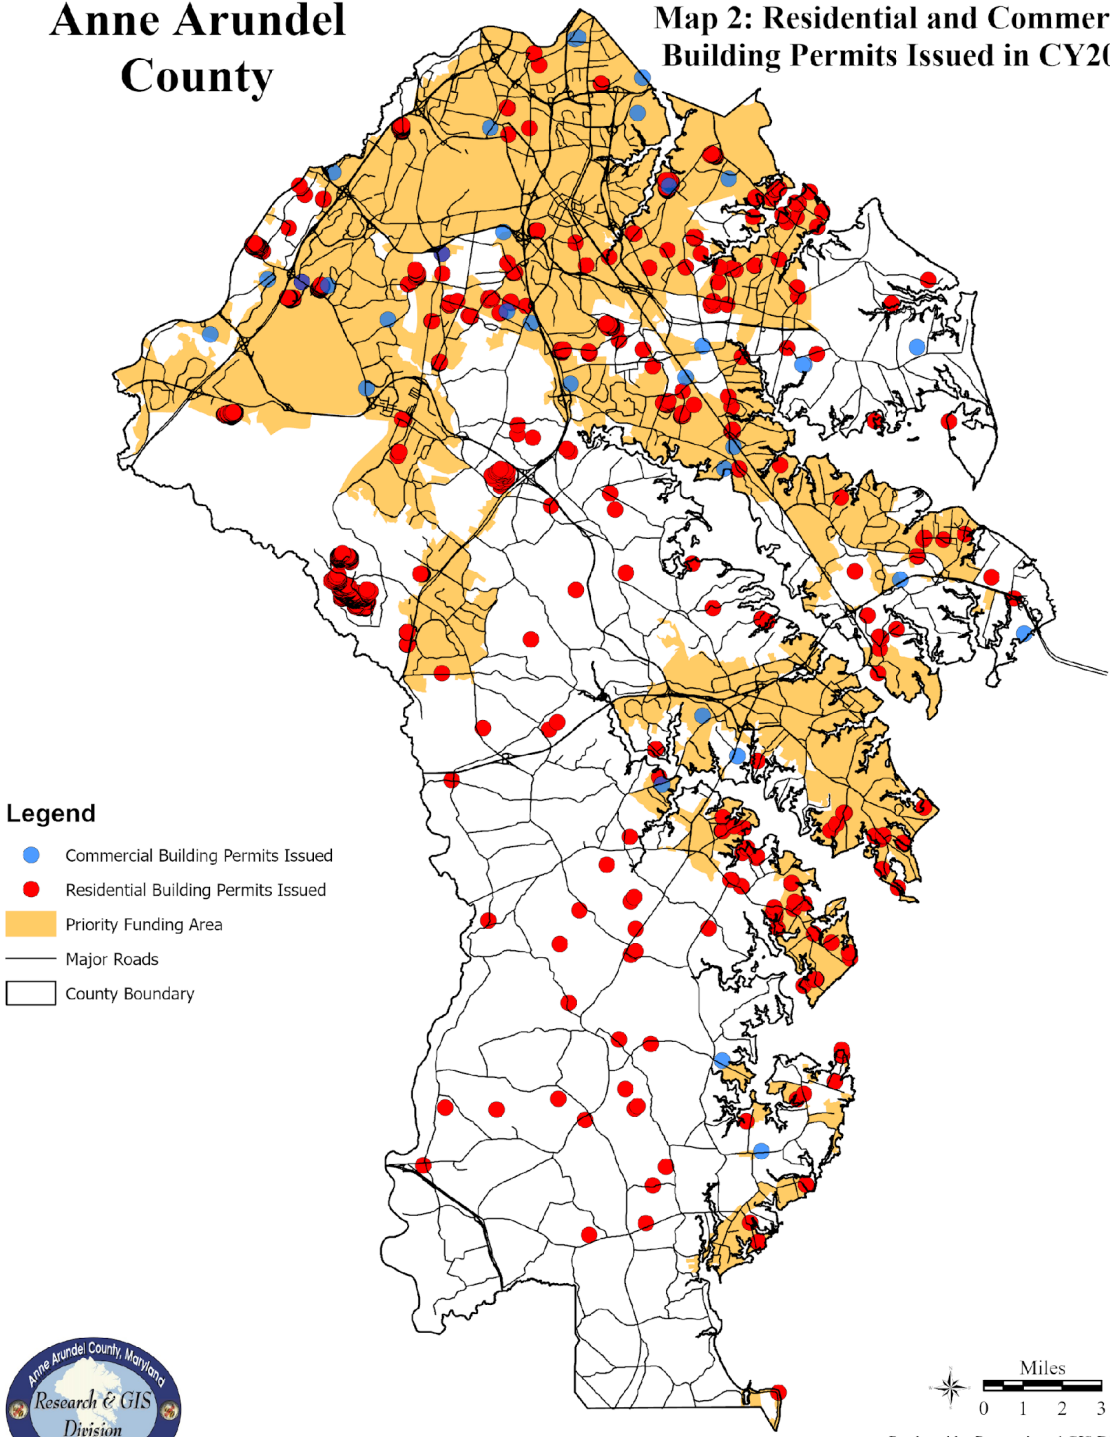 Anne Arundel
County
Map 2: Residential and Commer
Building Permits Issued in CY20
Legend
Commercial Building Permits Issued
Residential Building Permits Issued
Priority Funding Area
Major Roads
County Boundary
Anne Arundel County, Maryland
Research & GIS
Division
Miles
0 1 2 3